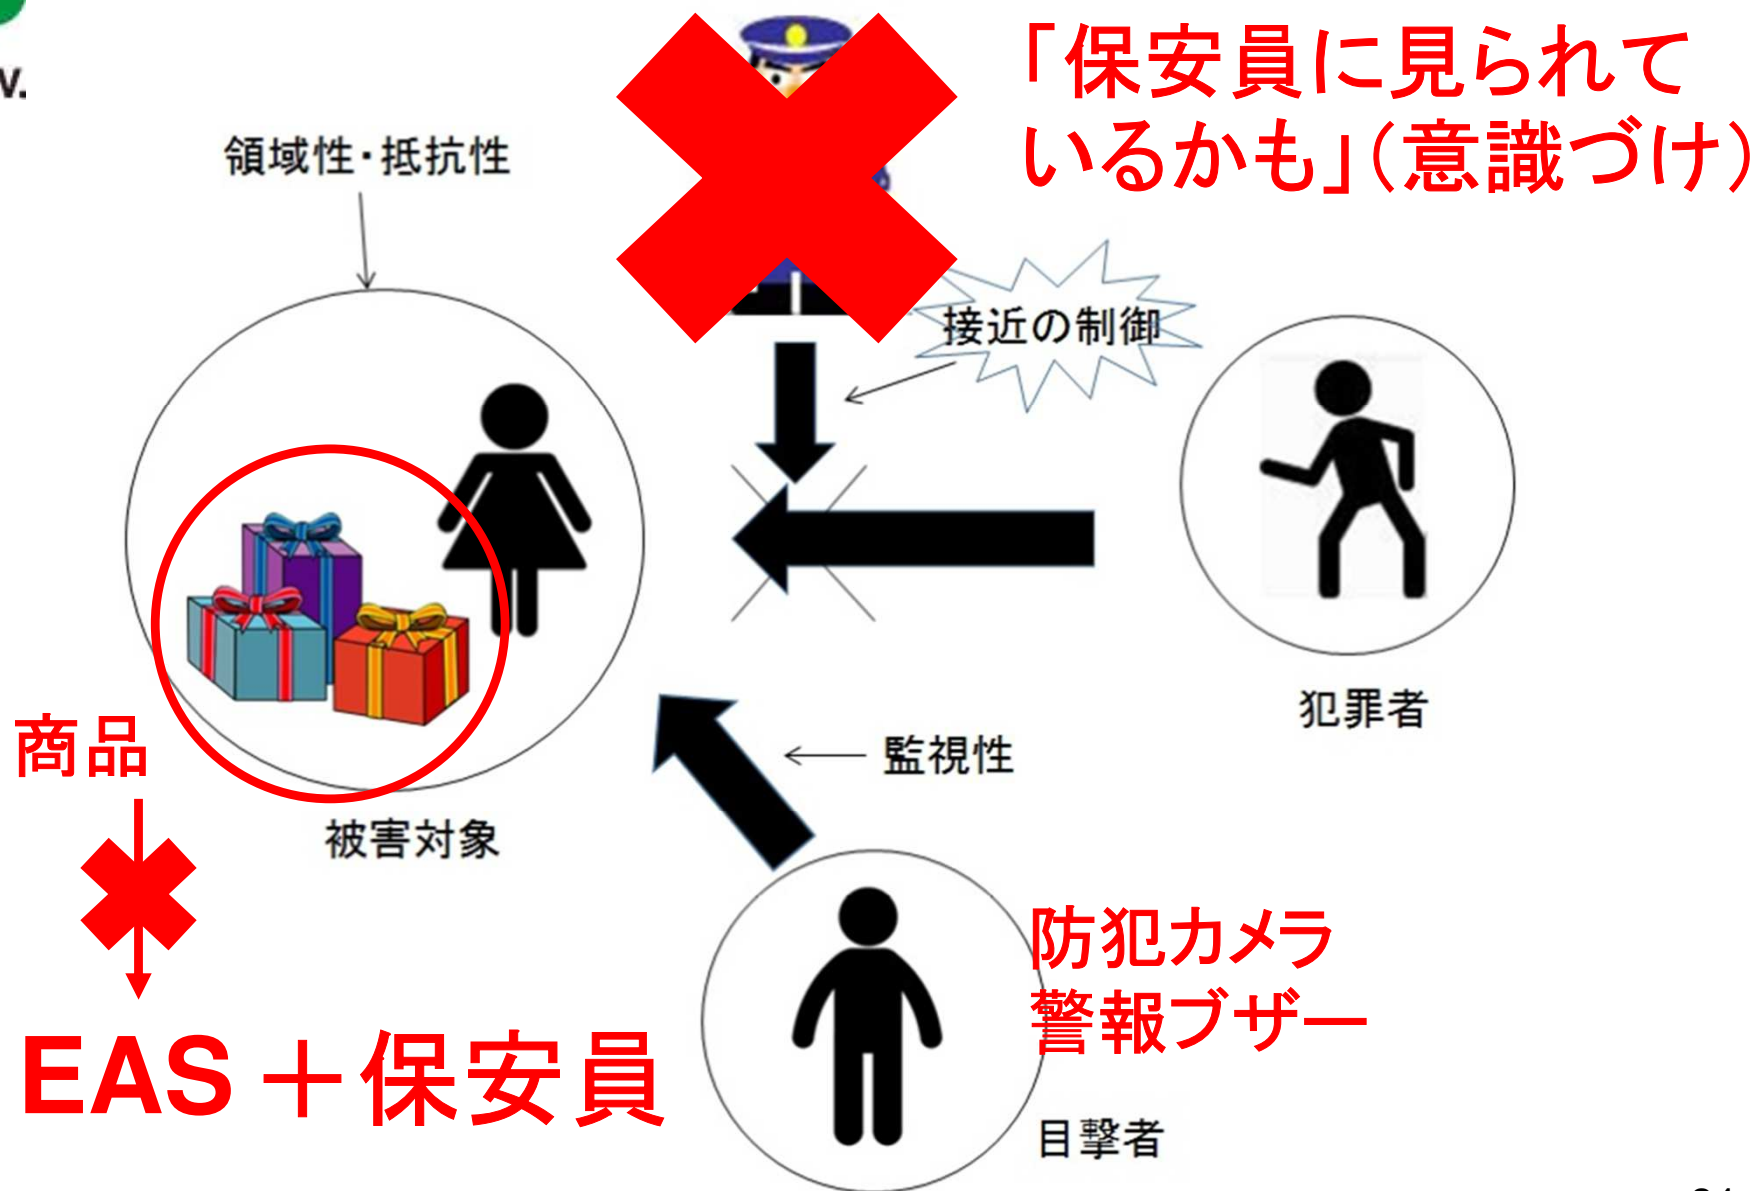 v.
「保安員に見られて
いるかも」（意識づけ）
領域性・抵抗性
接近の制御
犯罪者
商品
監視性
被害対象
防犯カメラ
警報ブザー
EAS＋保安員
目撃者